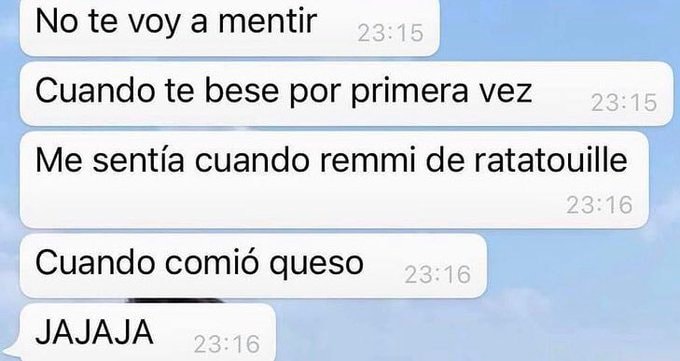 No te voy a mentir 23:15
Cuando te bese por primera vez 23:15
Me sentía cuando remmi de ratatouille
23:16
Cuando comió queso 23:16
JAJAJA 23:16